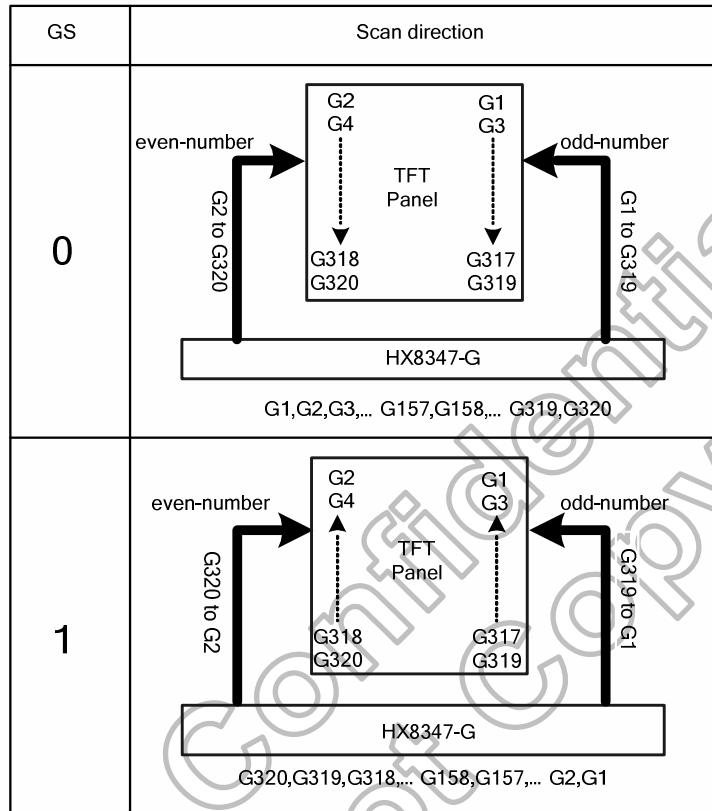 GS
Scan direction
0
G2
G4
G1
G3
even-number
odd-number
TFT
Panel
G2 to G320
G1 to G319
G318
G320
G317
G319
HX8347-G
G1,G2,G3,... G157,G158,... G319,G320
1
G2
G4
G1
G3
even-number
odd-number
TFT
Panel
G320 to G2
G319 to G1
G318
G320
G317
G319
HX8347-G
G320,G319,G318,... G158,G157,... G2,G1